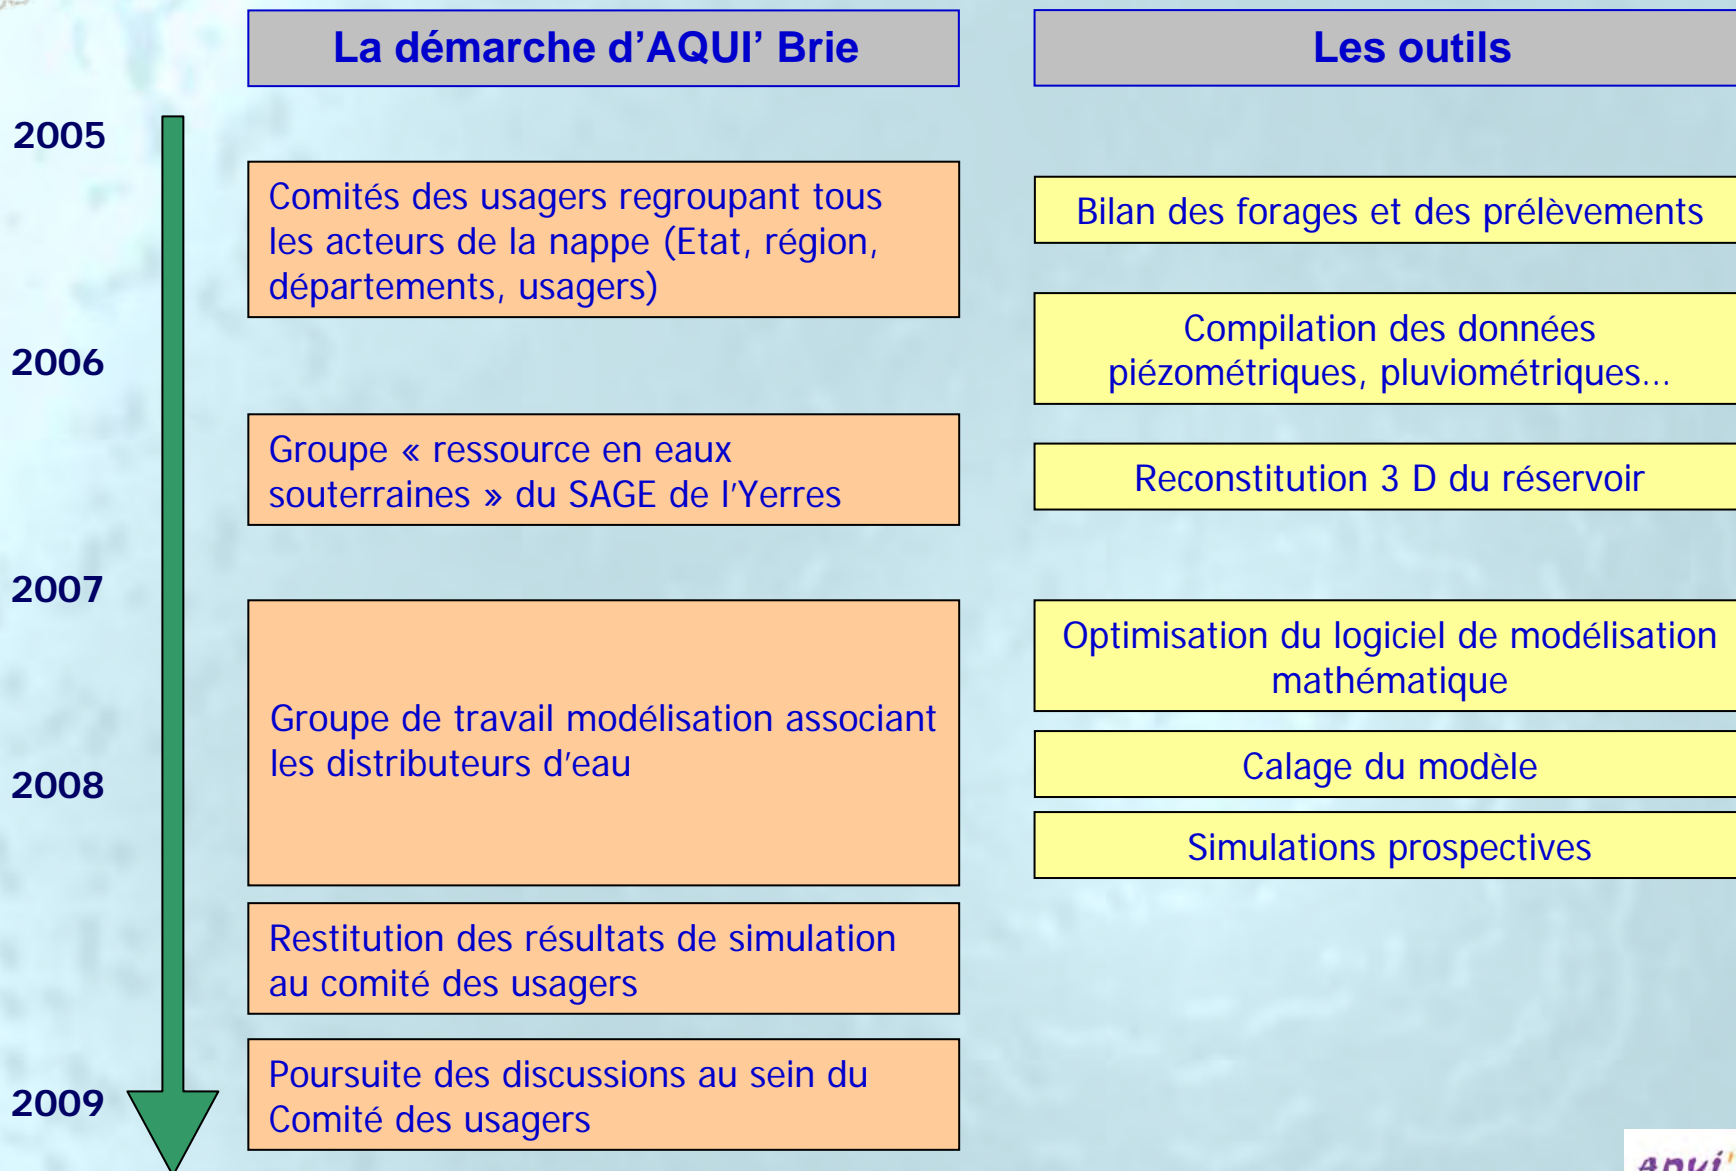 La démarche d’AQUI’ Brie
Les outils
2005
Comités des usagers regroupant tous
les acteurs de la nappe (Etat, région,
départements, usagers)
Bilan des forages et des prélèvements
2006
Compilation des données
piézométriques, pluviométriques...
Groupe « ressource en eaux
souterraines » du SAGE de l’Yerres
Reconstitution 3 D du réservoir
2007
Groupe de travail modélisation associant
les distributeurs d’eau
Optimisation du logiciel de modélisation
mathématique
2008
Calage du modèle
Simulations prospectives
Restitution des résultats de simulation
au comité des usagers
2009
Poursuite des discussions au sein du
Comité des usagers